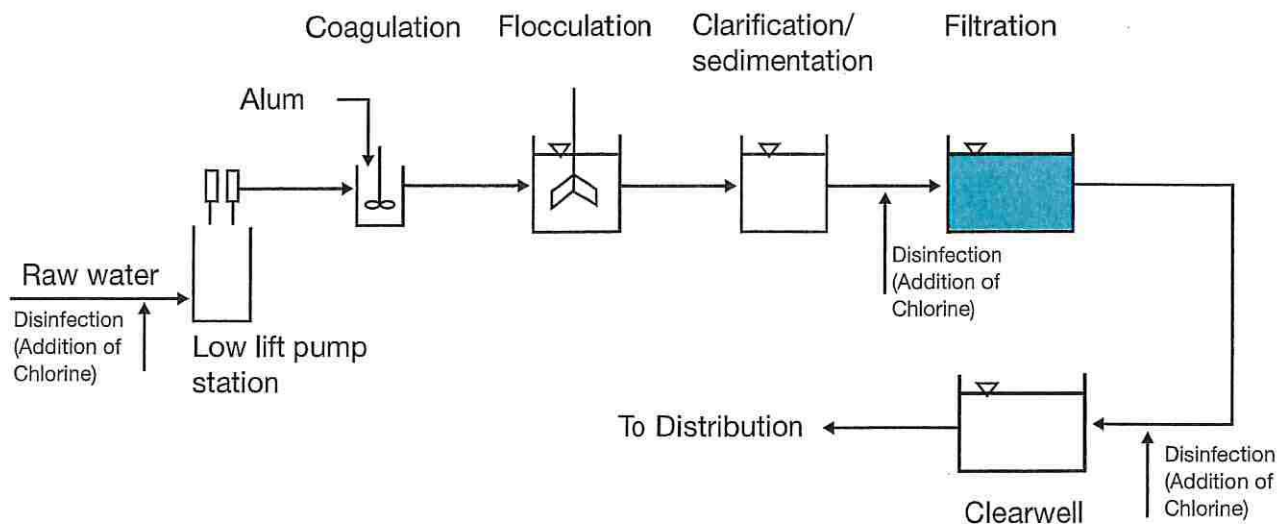 Coagulation
Flocculation
Clarification/
sedimentation
Filtration
Alum
Raw water
Disinfection
(Addition of
Chlorine)
Low lift pump
station
Disinfection
(Addition of
Chlorine)
To Distribution
Clearwell
Disinfection
(Addition of
Chlorine)